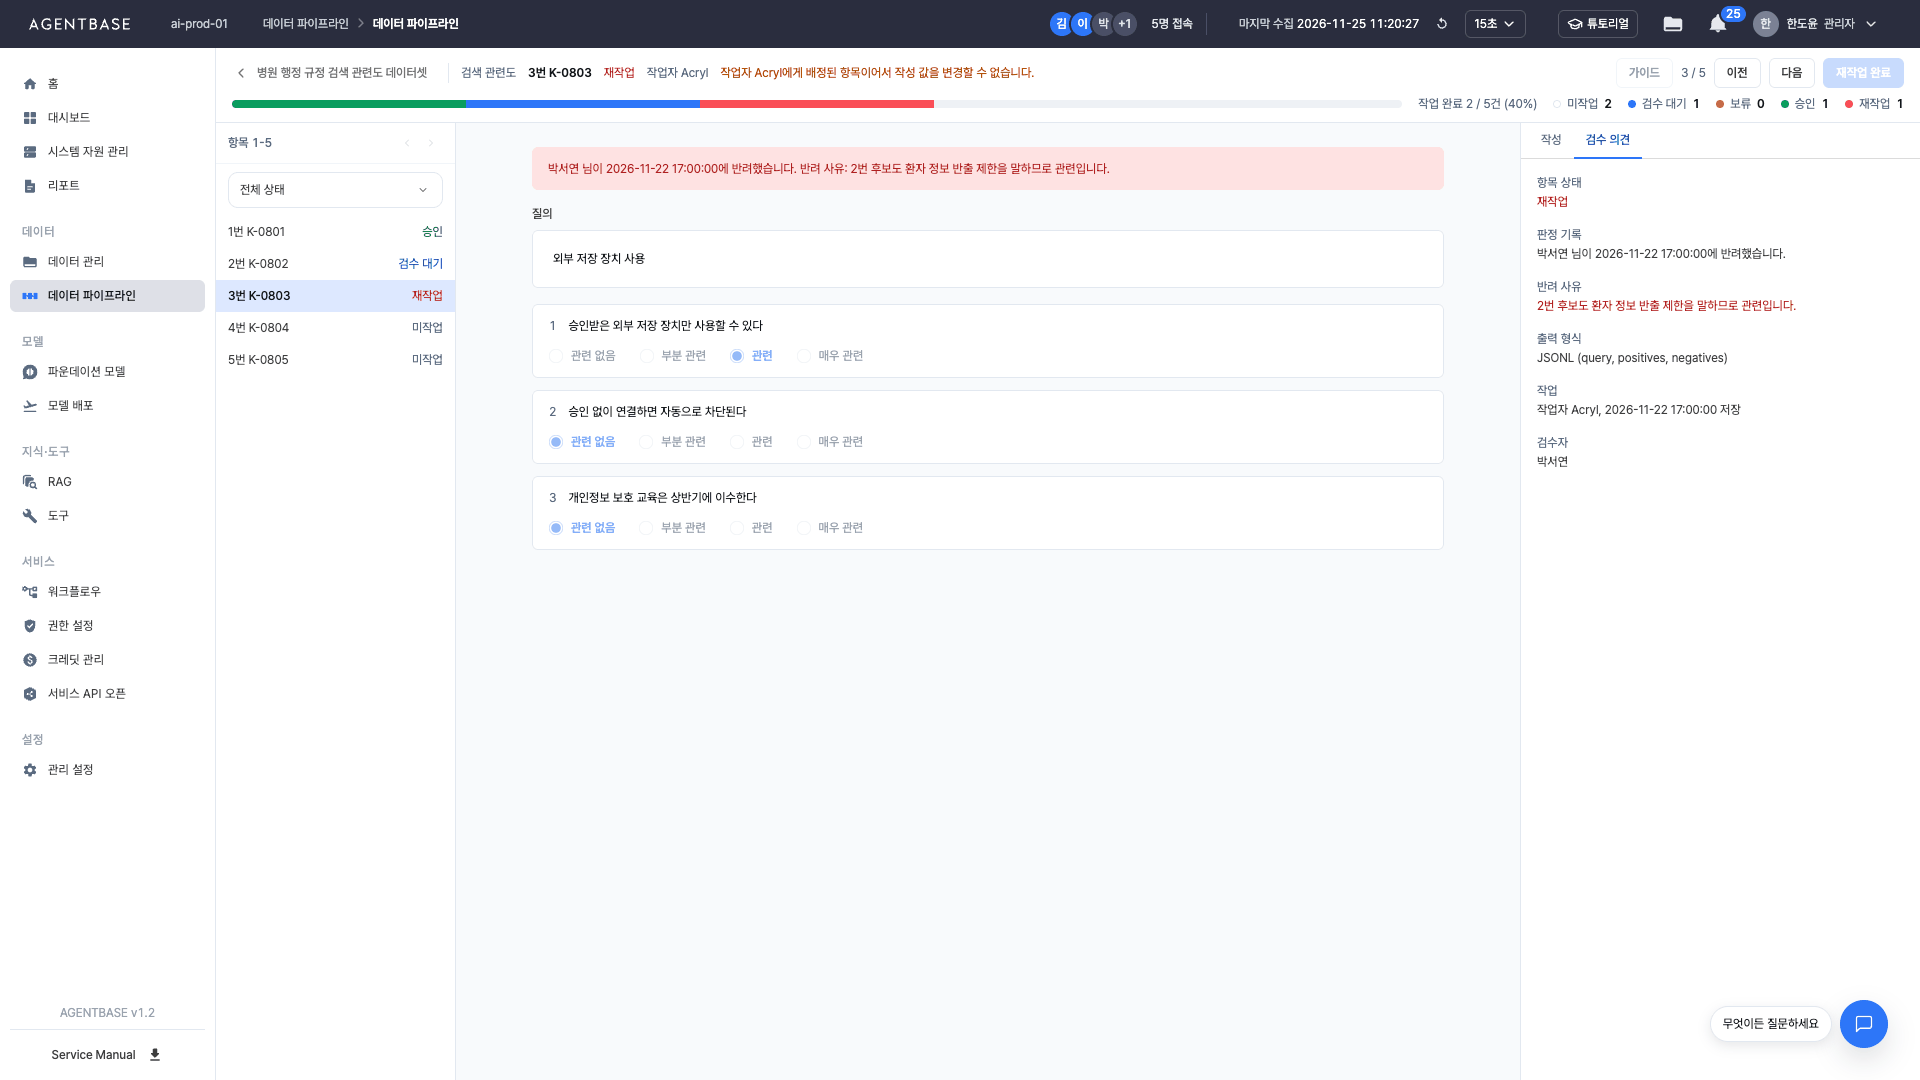 AGENTBASE
ai-prod-01
데이터 파이프라인 > 데이터 파이프라인
김 이 박 +1 5명 접속
마지막 수집 2026-11-25 11:20:27
15초
튜토리얼
25
한 한도윤 관리자
홈
대시보드
시스템 자원 관리
리포트
데이터
데이터 관리
데이터 파이프라인
모델
파운데이션 모델
모델 배포
지식·도구
RAG
도구
서비스
워크플로우
권한 설정
크레딧 관리
서비스 API 오픈
설정
관리 설정
AGENTBASE v1.2
Service Manual
병원 행정 규정 검색 관련도 데이터셋
검색 관련도 3번 K-0803 재작업 작업자 Acryl 작업자 Acryl에게 배정된 항목이어서 작성 값을 변경할 수 없습니다.
가이드 3 / 5 이전 다음 재작업 완료
작업 완료 2 / 5건 (40%) 미작업 2 검수 대기 1 보류 0 승인 1 재작업 1
항목 1-5
전체 상태
1번 K-0801 승인
2번 K-0802 검수 대기
3번 K-0803 재작업
4번 K-0804 미작업
5번 K-0805 미작업
박서연 님이 2026-11-22 17:00:00에 반려했습니다. 반려 사유: 2번 후보도 환자 정보 반출 제한을 말하므로 관련입니다.
질의
외부 저장 장치 사용
1 승인받은 외부 저장 장치만 사용할 수 있다
관련 없음 부분 관련 관련 매우 관련
2 승인 없이 연결하면 자동으로 차단된다
관련 없음 부분 관련 관련 매우 관련
3 개인정보 보호 교육은 상반기에 이수한다
관련 없음 부분 관련 관련 매우 관련
작성 검수 의견
항목 상태
재작업
판정 기록
박서연 님이 2026-11-22 17:00:00에 반려했습니다.
반려 사유
2번 후보도 환자 정보 반출 제한을 말하므로 관련입니다.
출력 형식
JSONL (query, positives, negatives)
작업
작업자 Acryl, 2026-11-22 17:00:00 저장
검수자
박서연
무엇이든 질문하세요